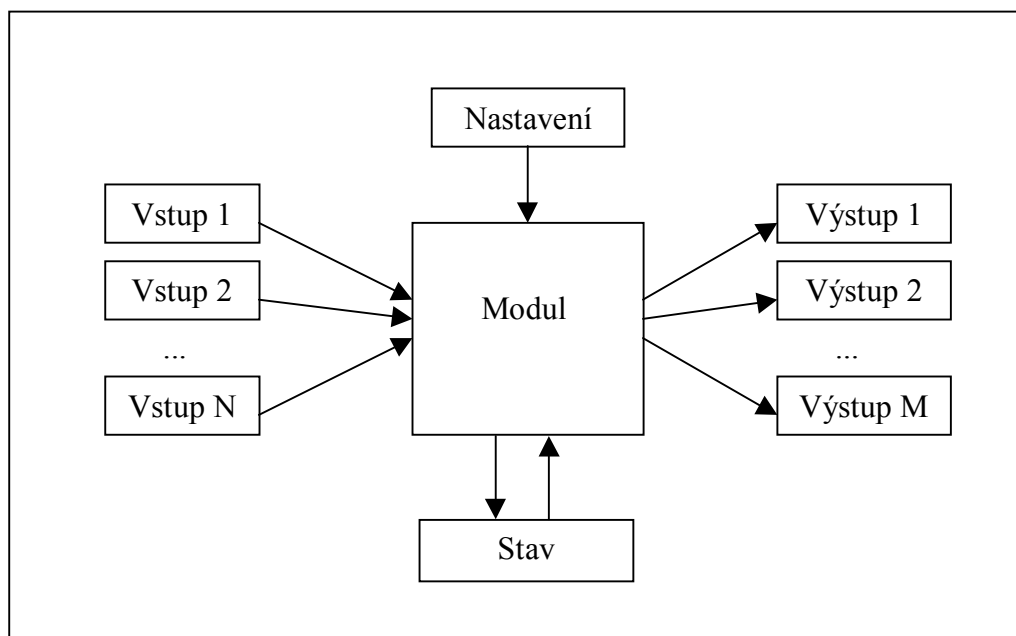 Nastavení
Vstup 1
Vstup 2
...
Vstup N
Modul
Výstup 1
Výstup 2
...
Výstup M
Stav